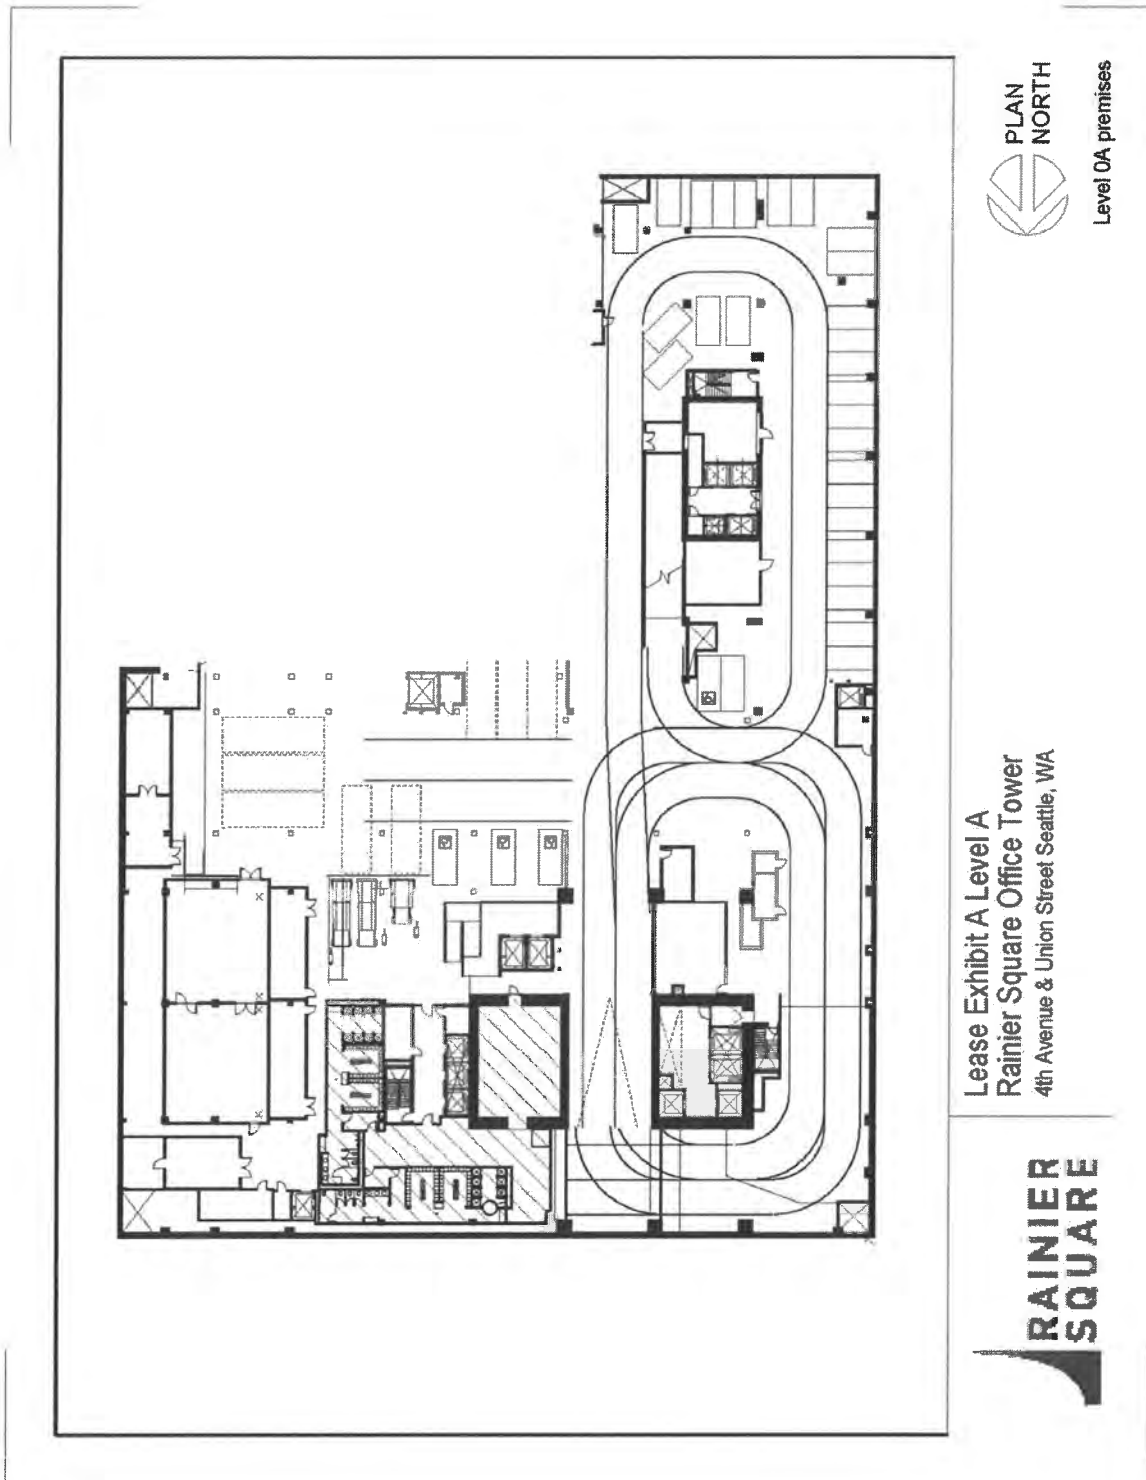 RAINIER
SQUARE
Lease Exhibit A Level A
Rainier Square Office Tower
4th Avenue & Union Street Seattle, WA
PLAN
NORTH
Level 0A premises